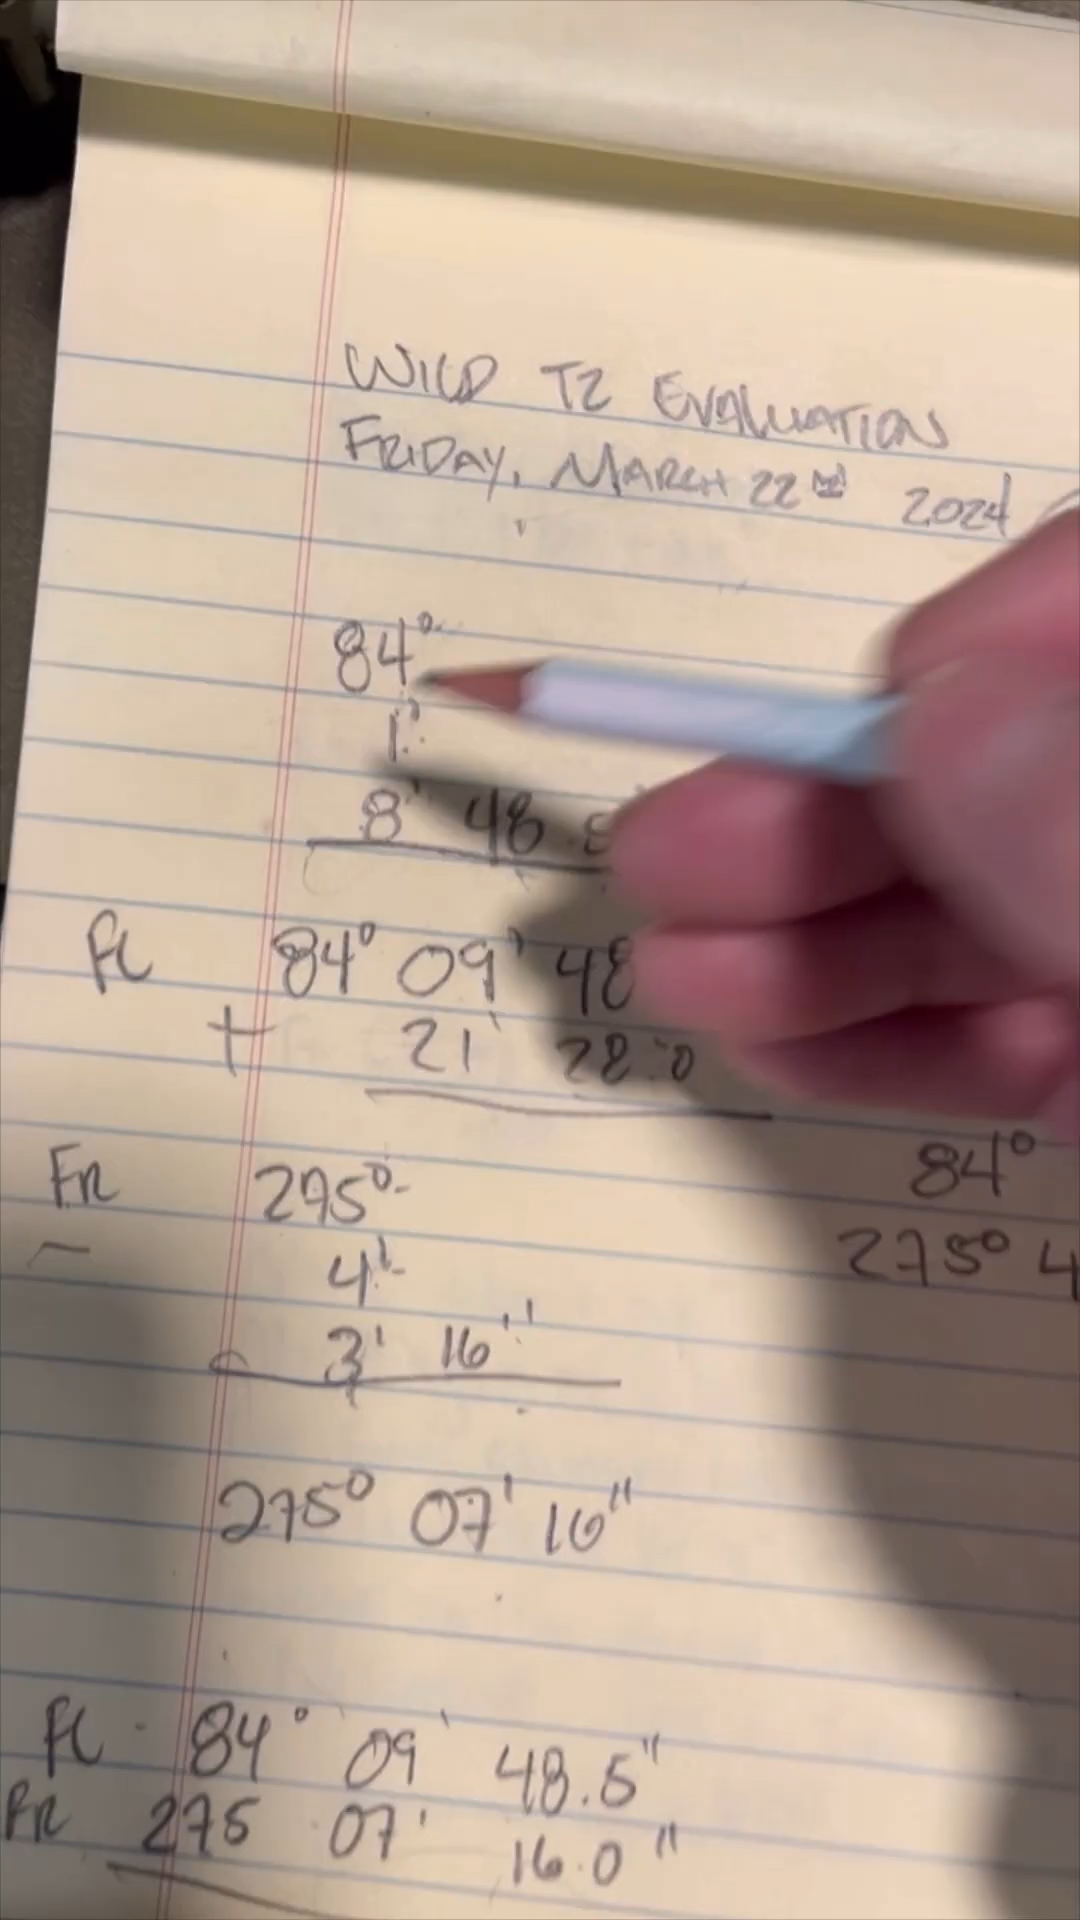 WILD T2 EVALUATION
FRIDAY, MARCH 22nd 2024
84°
1'
8' 48.
FL 84° 09' 48
+ 21' 28.0
84°
FR 275°
275° 4
- 4'
3' 16''
275° 07' 16"
FL 84° 09' 48.5"
FR 275 07' 16.0"